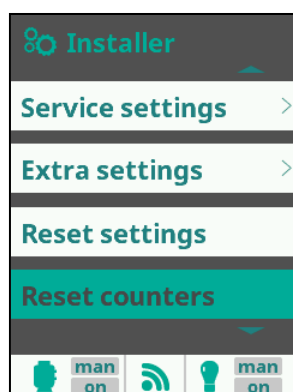 Installer
Service settings
Extra settings
Reset settings
Reset counters
man man
on on